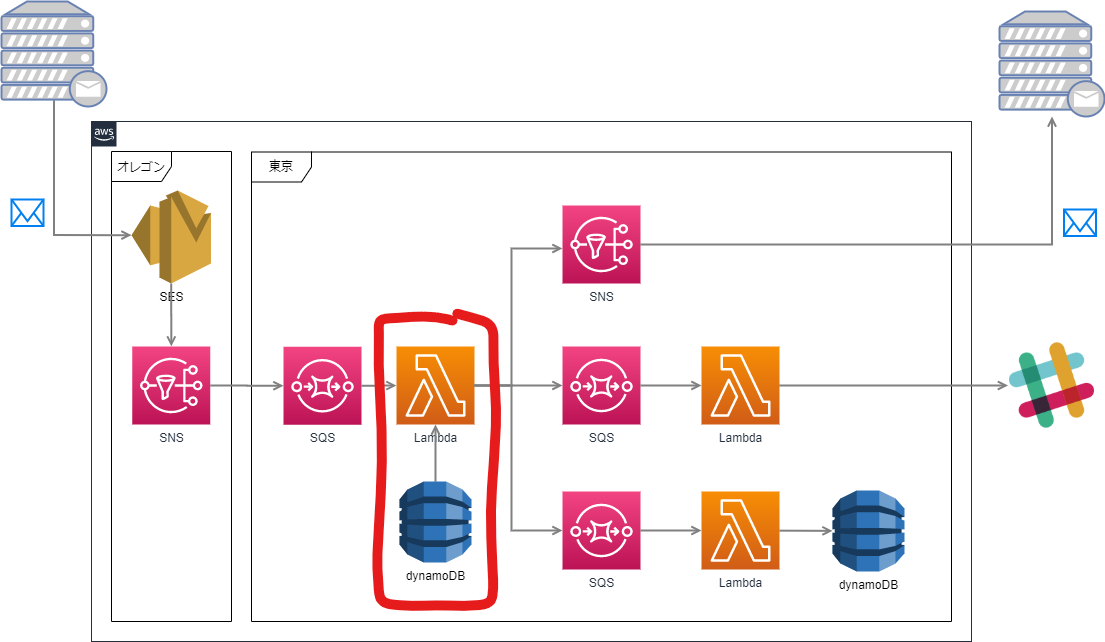 aws
オレゴン
東京
SES
SNS
SNS
SQS
Lambda
SQS
Lambda
dynamoDB
SQS
Lambda
dynamoDB